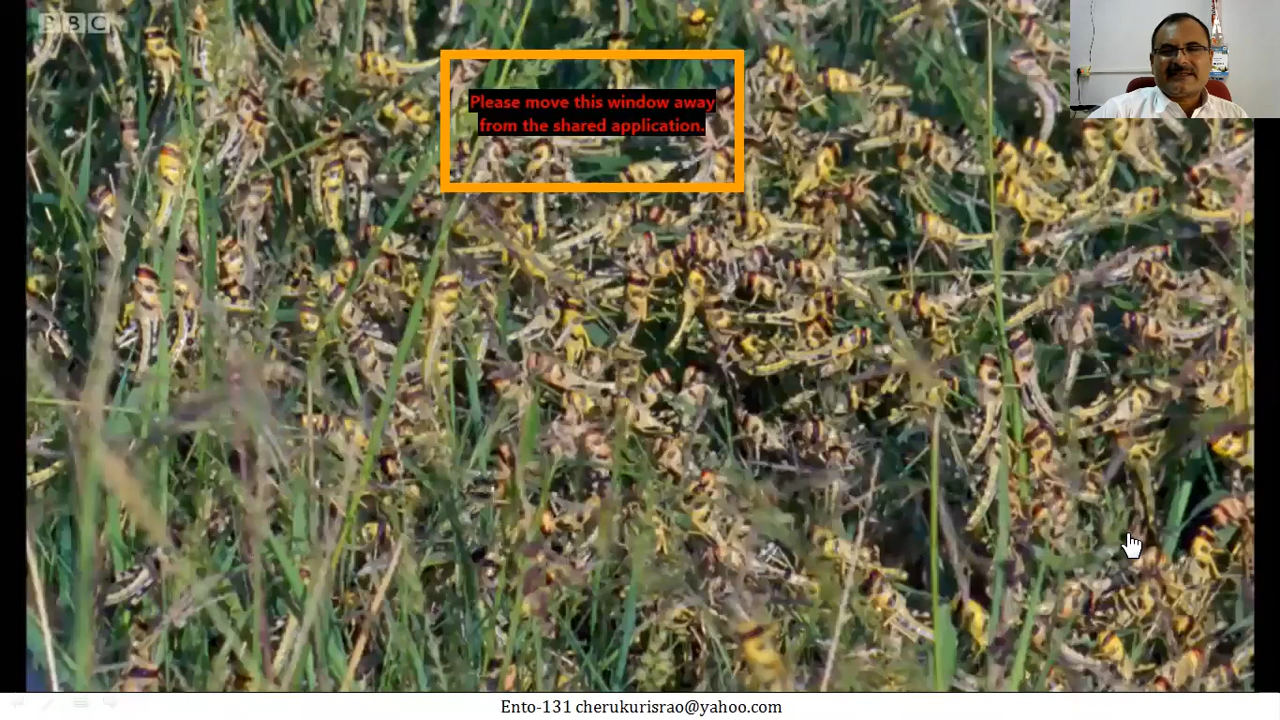 BBC
Please move this window away
from the shared application.
Ento-131 cherukurisrao@yahoo.com